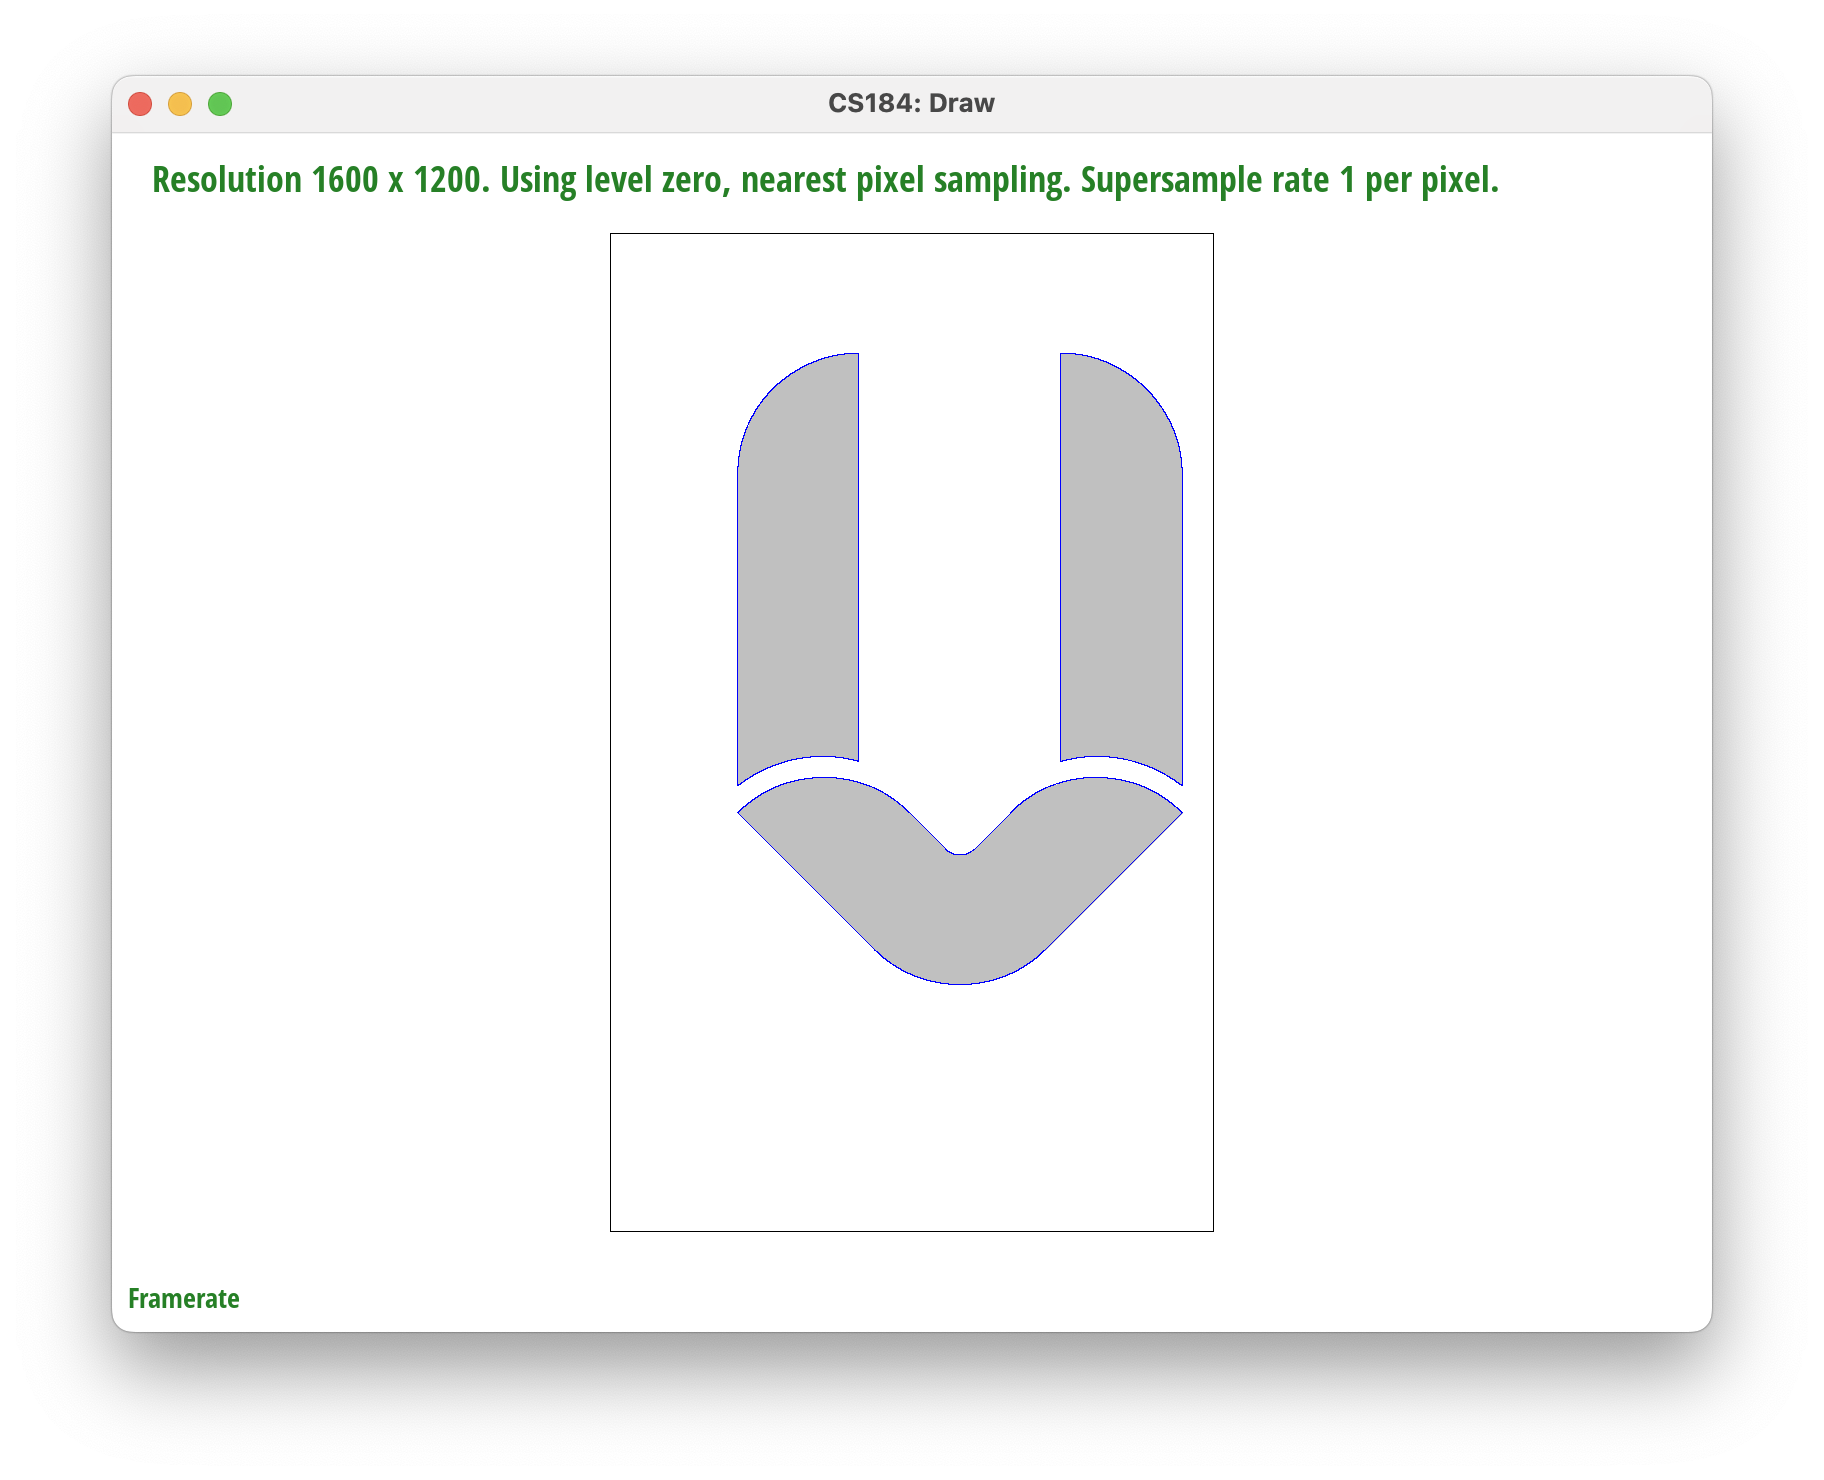 CS184: Draw
Resolution 1600 x 1200. Using level zero, nearest pixel sampling. Supersample rate 1 per pixel.
Framerate